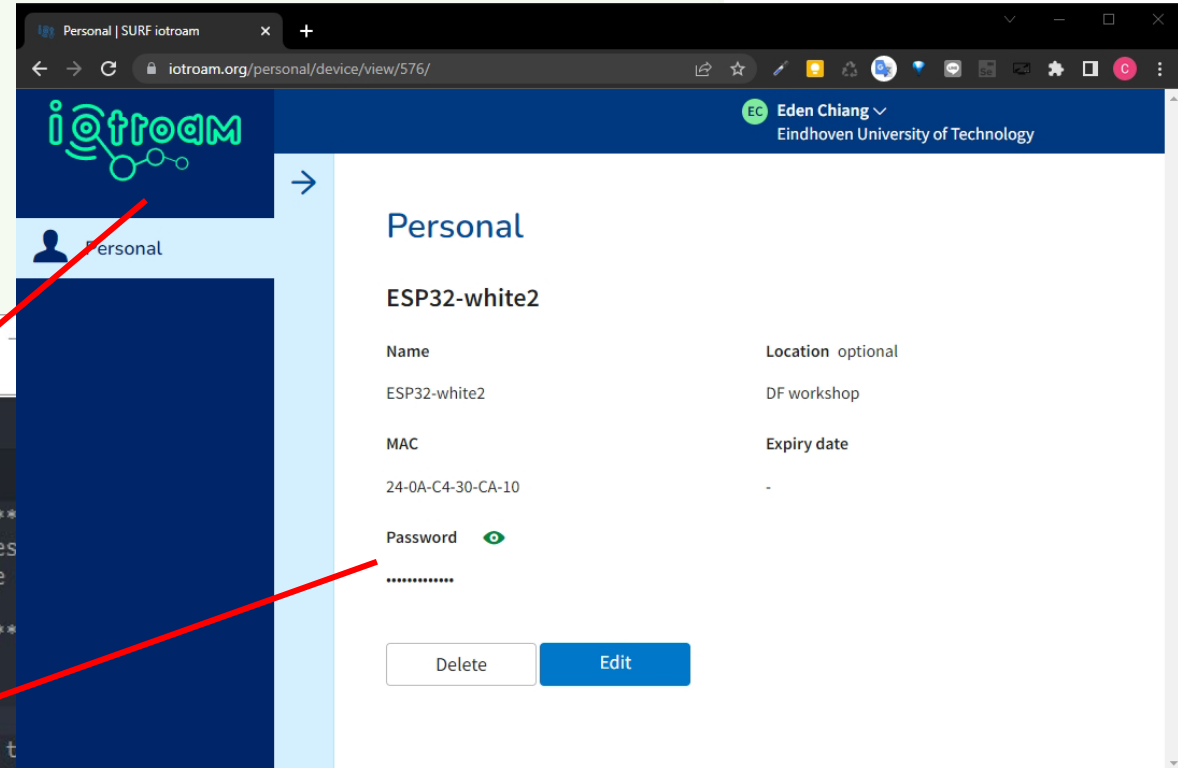 Personal | SURF iotroam
iotroam.org/personal/device/view/576/
C
iotroam
EC Eden Chiang
Eindhoven University of Technology
Personal
Personal
ESP32-white2
Name
Location optional
ESP32-white2
DF workshop
MAC
Expiry date
24-0A-C4-30-CA-10
-
Password
•••••••••••••
Delete
Edit
**
es
e
**
t